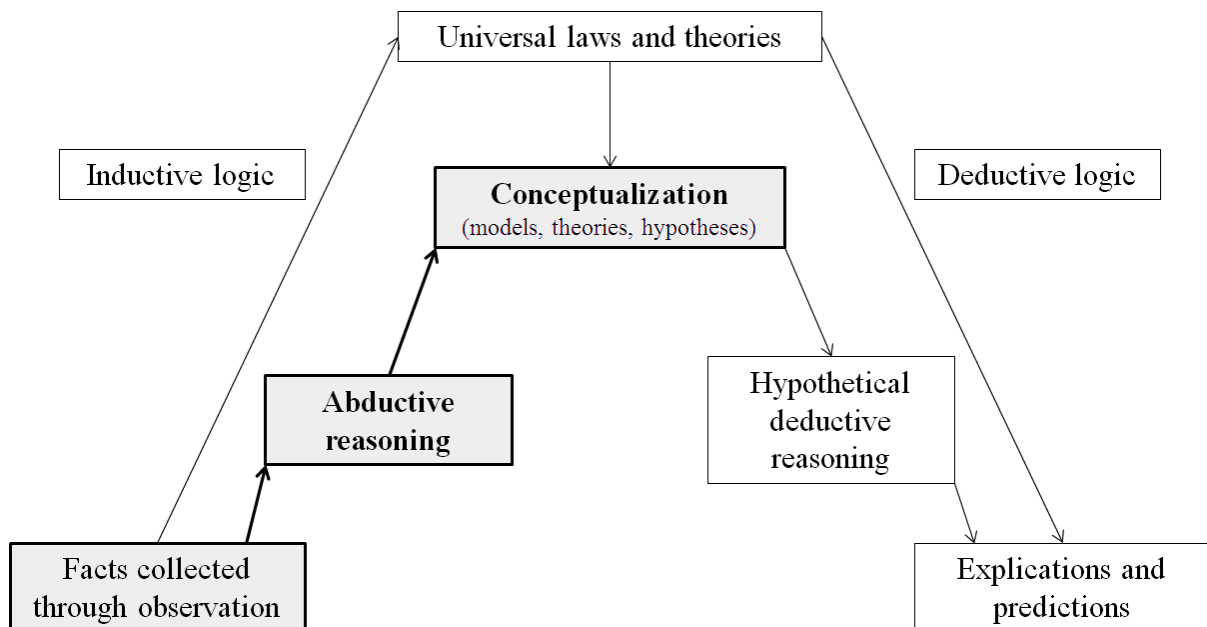 Universal laws and theories
Inductive logic
Deductive logic
Conceptualization
(models, theories, hypotheses)
Abductive
reasoning
Hypothetical
deductive
reasoning
Facts collected
through observation
Explications and
predictions